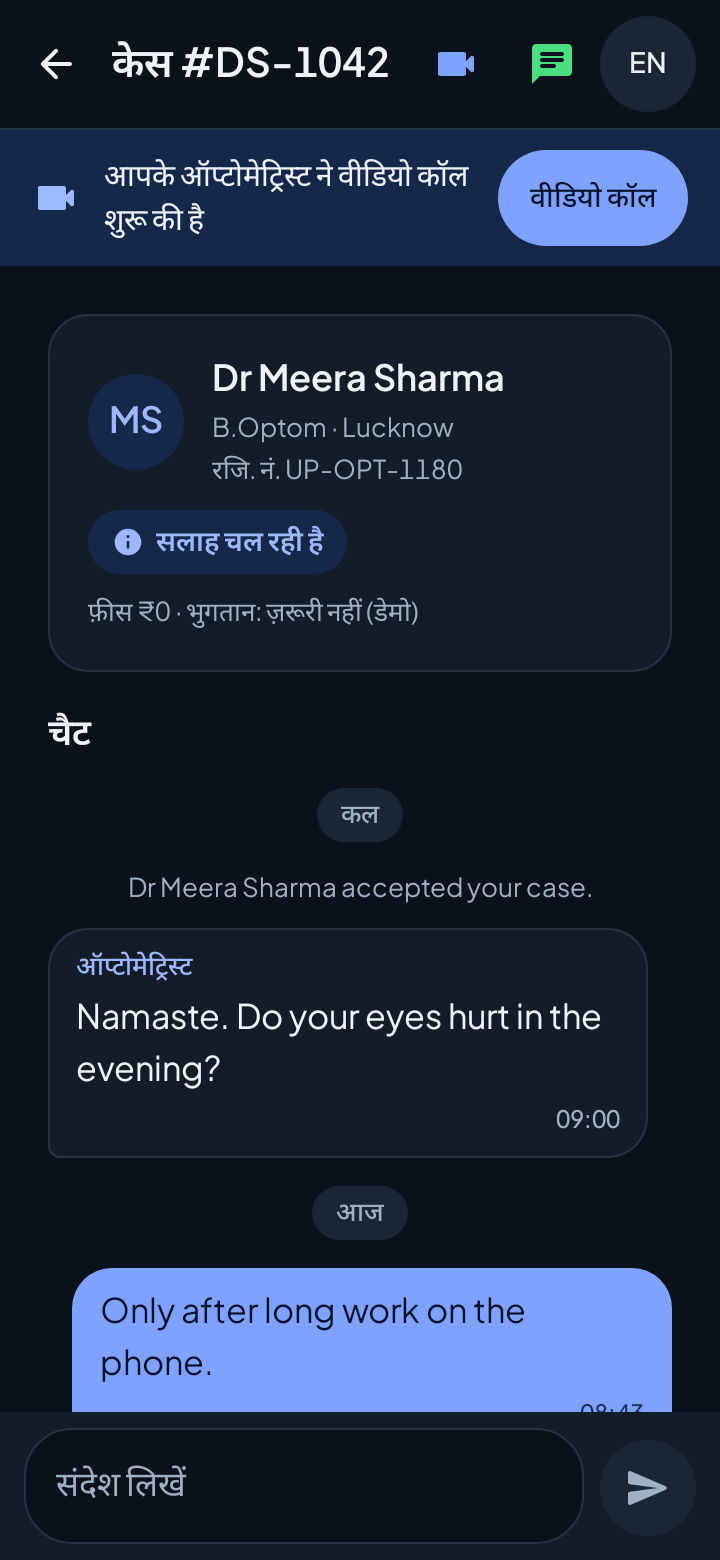 केस #DS-1042
EN
आपके ऑप्टोमेट्रिस्ट ने वीडियो कॉल
शुरू की है
वीडियो कॉल
MS
Dr Meera Sharma
B.Optom · Lucknow
रजि. नं. UP-OPT-1180
सलाह चल रही है
फ़ीस ₹0 · भुगतान: ज़रूरी नहीं (डेमो)
चैट
कल
Dr Meera Sharma accepted your case.
ऑप्टोमेट्रिस्ट
Namaste. Do your eyes hurt in the
evening?
09:00
आज
Only after long work on the
phone.
संदेश लिखें